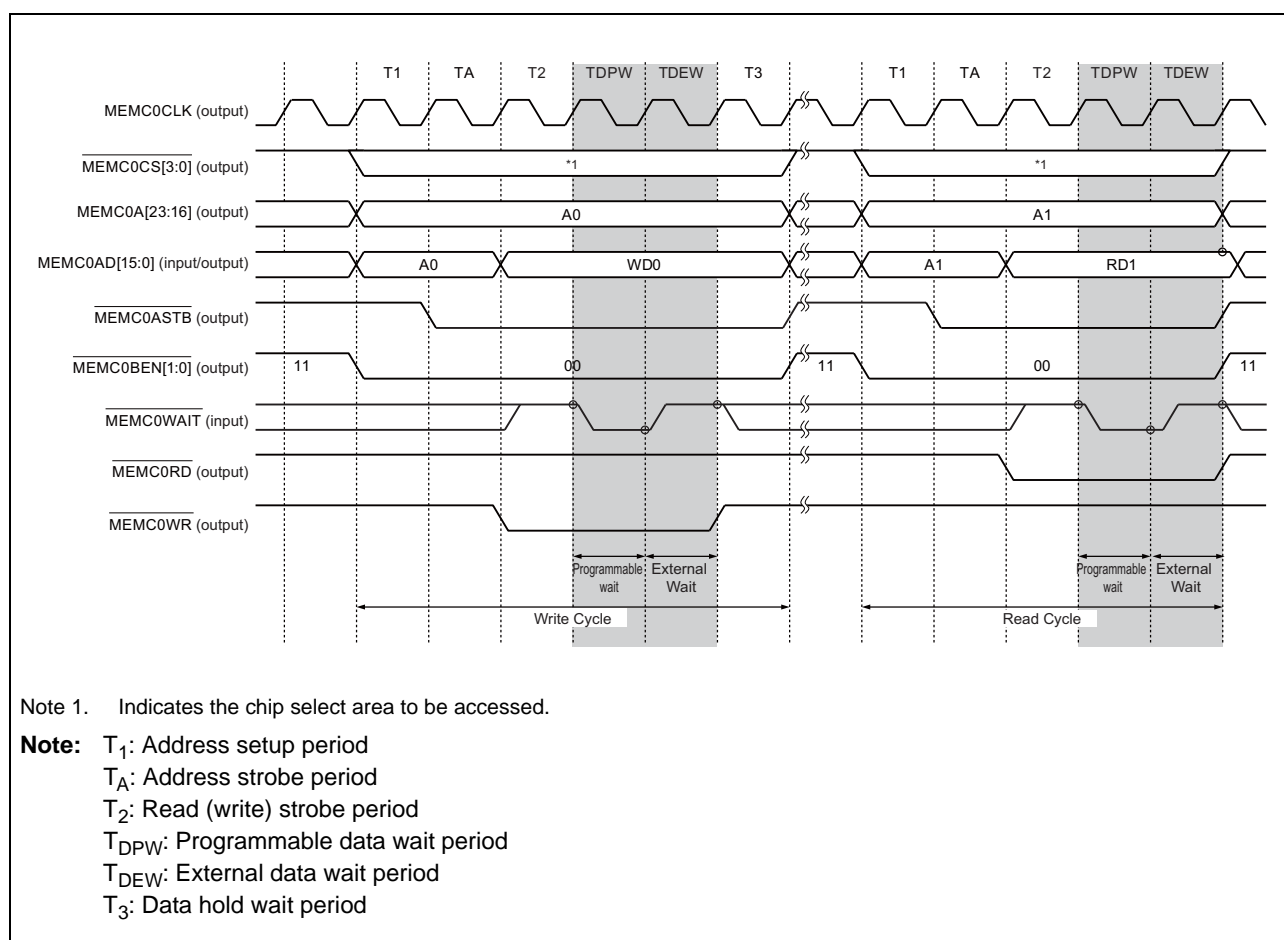 T1 TA T2 TDPW TDEW T3 T1 TA T2 TDPW TDEW
MEMC0CLK (output)
MEMC0CS[3:0] (output) *1 *1
MEMC0A[23:16] (output) A0 A1
MEMC0AD[15:0] (input/output) A0 WD0 A1 RD1
MEMC0ASTB (output)
MEMC0BEN[1:0] (output) 11 00 11 00 11
MEMC0WAIT (input)
MEMC0RD (output)
MEMC0WR (output)
Programmable wait External Wait Programmable wait External Wait
Write Cycle Read Cycle
Note 1. Indicates the chip select area to be accessed.
Note: T1: Address setup period
TA: Address strobe period
T2: Read (write) strobe period
TDPW: Programmable data wait period
TDEW: External data wait period
T3: Data hold wait period